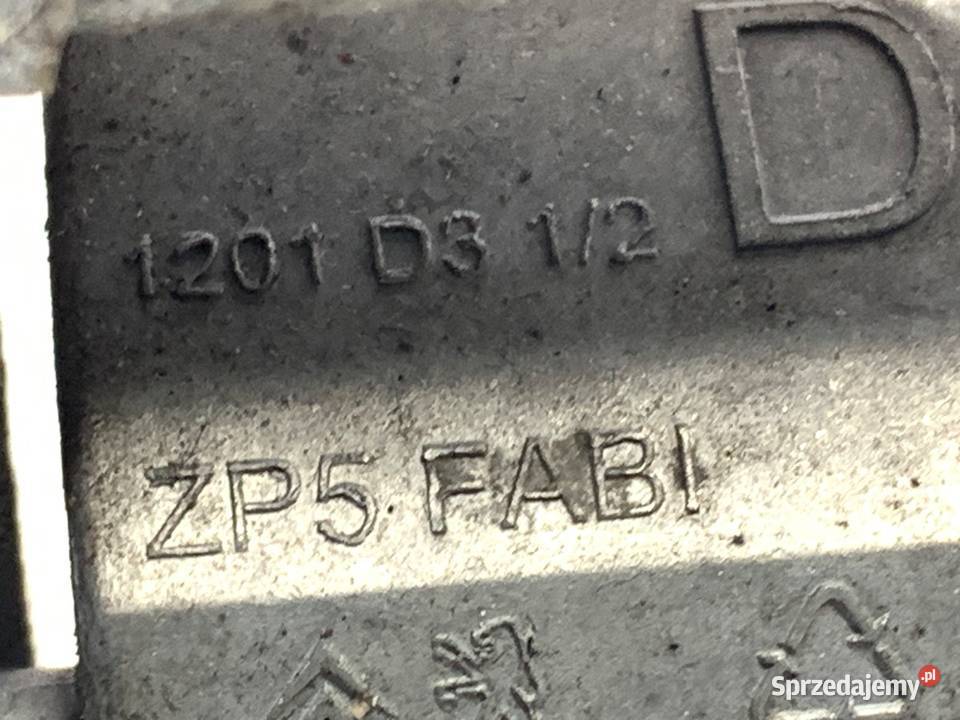 D
1201 D3 1/2
ZP5 FABI
Sprzedajemy.pl